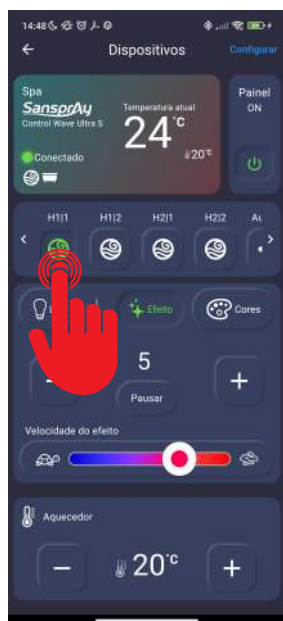 14:48
Dispositivos
Configurar
Spa
Painel
ON
SansprAy
Control Wave Ultra S
Temperatura atual
24°C
20°C
Conectado
H1|1 H1|2 H2|1 H2|2
Efeito
Cores
5
Pausar
Velocidade do efeito
Aquecedor
20°C